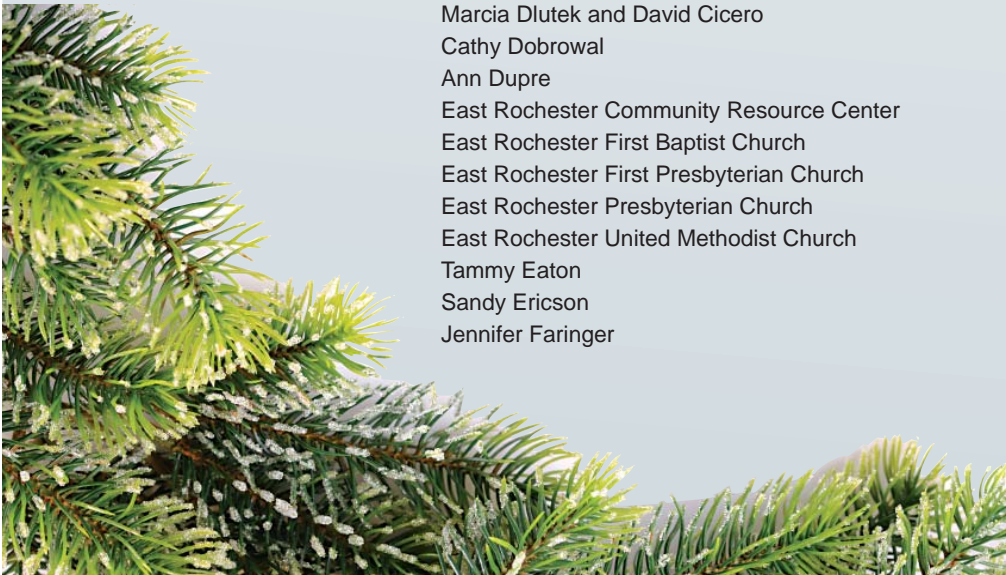 Marcia Dlutek and David Cicero
Cathy Dobrowal
Ann Dupre
East Rochester Community Resource Center
East Rochester First Baptist Church
East Rochester First Presbyterian Church
East Rochester Presbyterian Church
East Rochester United Methodist Church
Tammy Eaton
Sandy Ericson
Jennifer Faringer